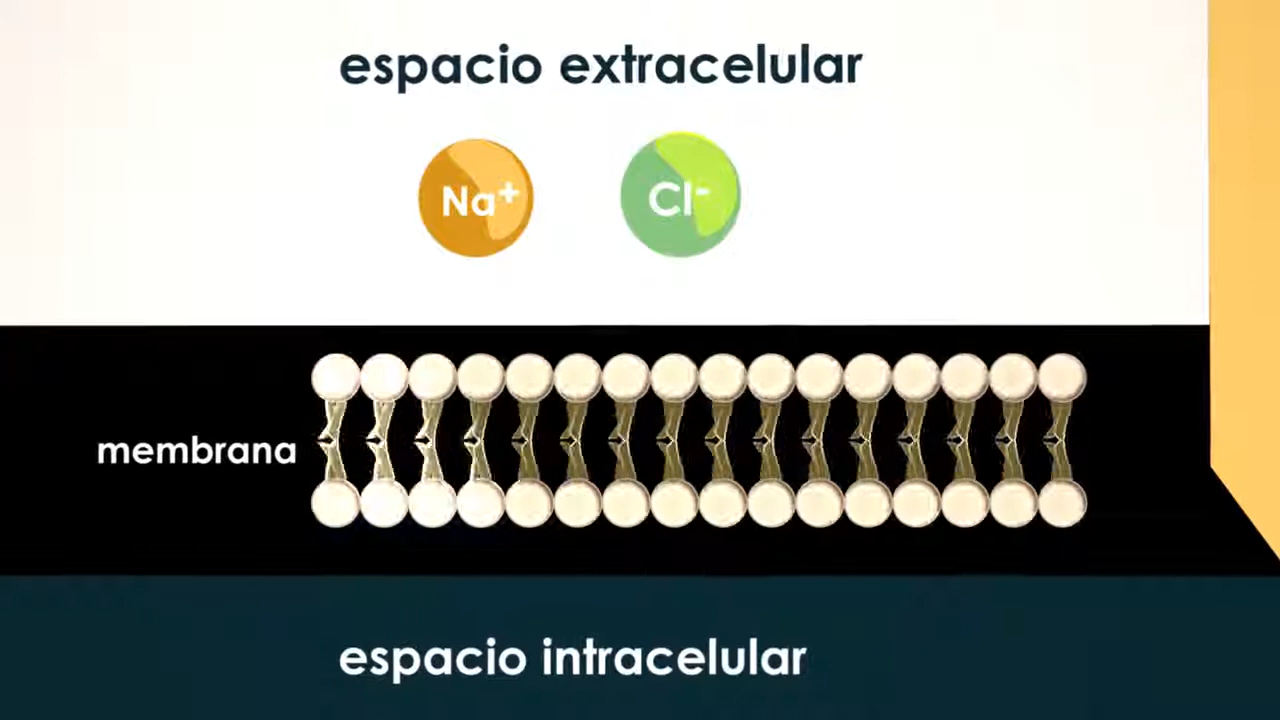 espacio extracelular
Na⁺ Cl⁻
membrana
espacio intracelular